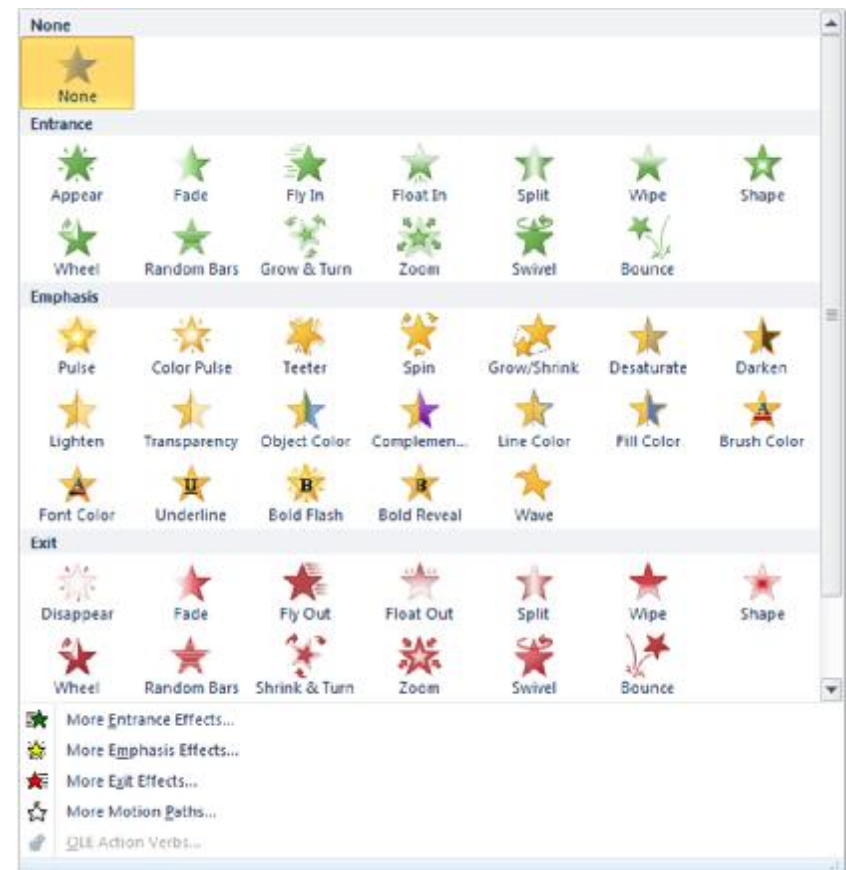 None
None
Entrance
Appear Fade Fly In Float In Split Wipe Shape
Wheel Random Bars Grow & Turn Zoom Swivel Bounce
Emphasis
Pulse Color Pulse Teeter Spin Grow/Shrink Desaturate Darken
Lighten Transparency Object Color Complemen... Line Color Fill Color Brush Color
A
A U B B
Font Color Underline Bold Flash Bold Reveal Wave
Exit
Disappear Fade Fly Out Float Out Split Wipe Shape
Wheel Random Bars Shrink & Turn Zoom Swivel Bounce
More Entrance Effects...
More Emphasis Effects...
More Exit Effects...
More Motion Paths...
OLE Action Verbs...